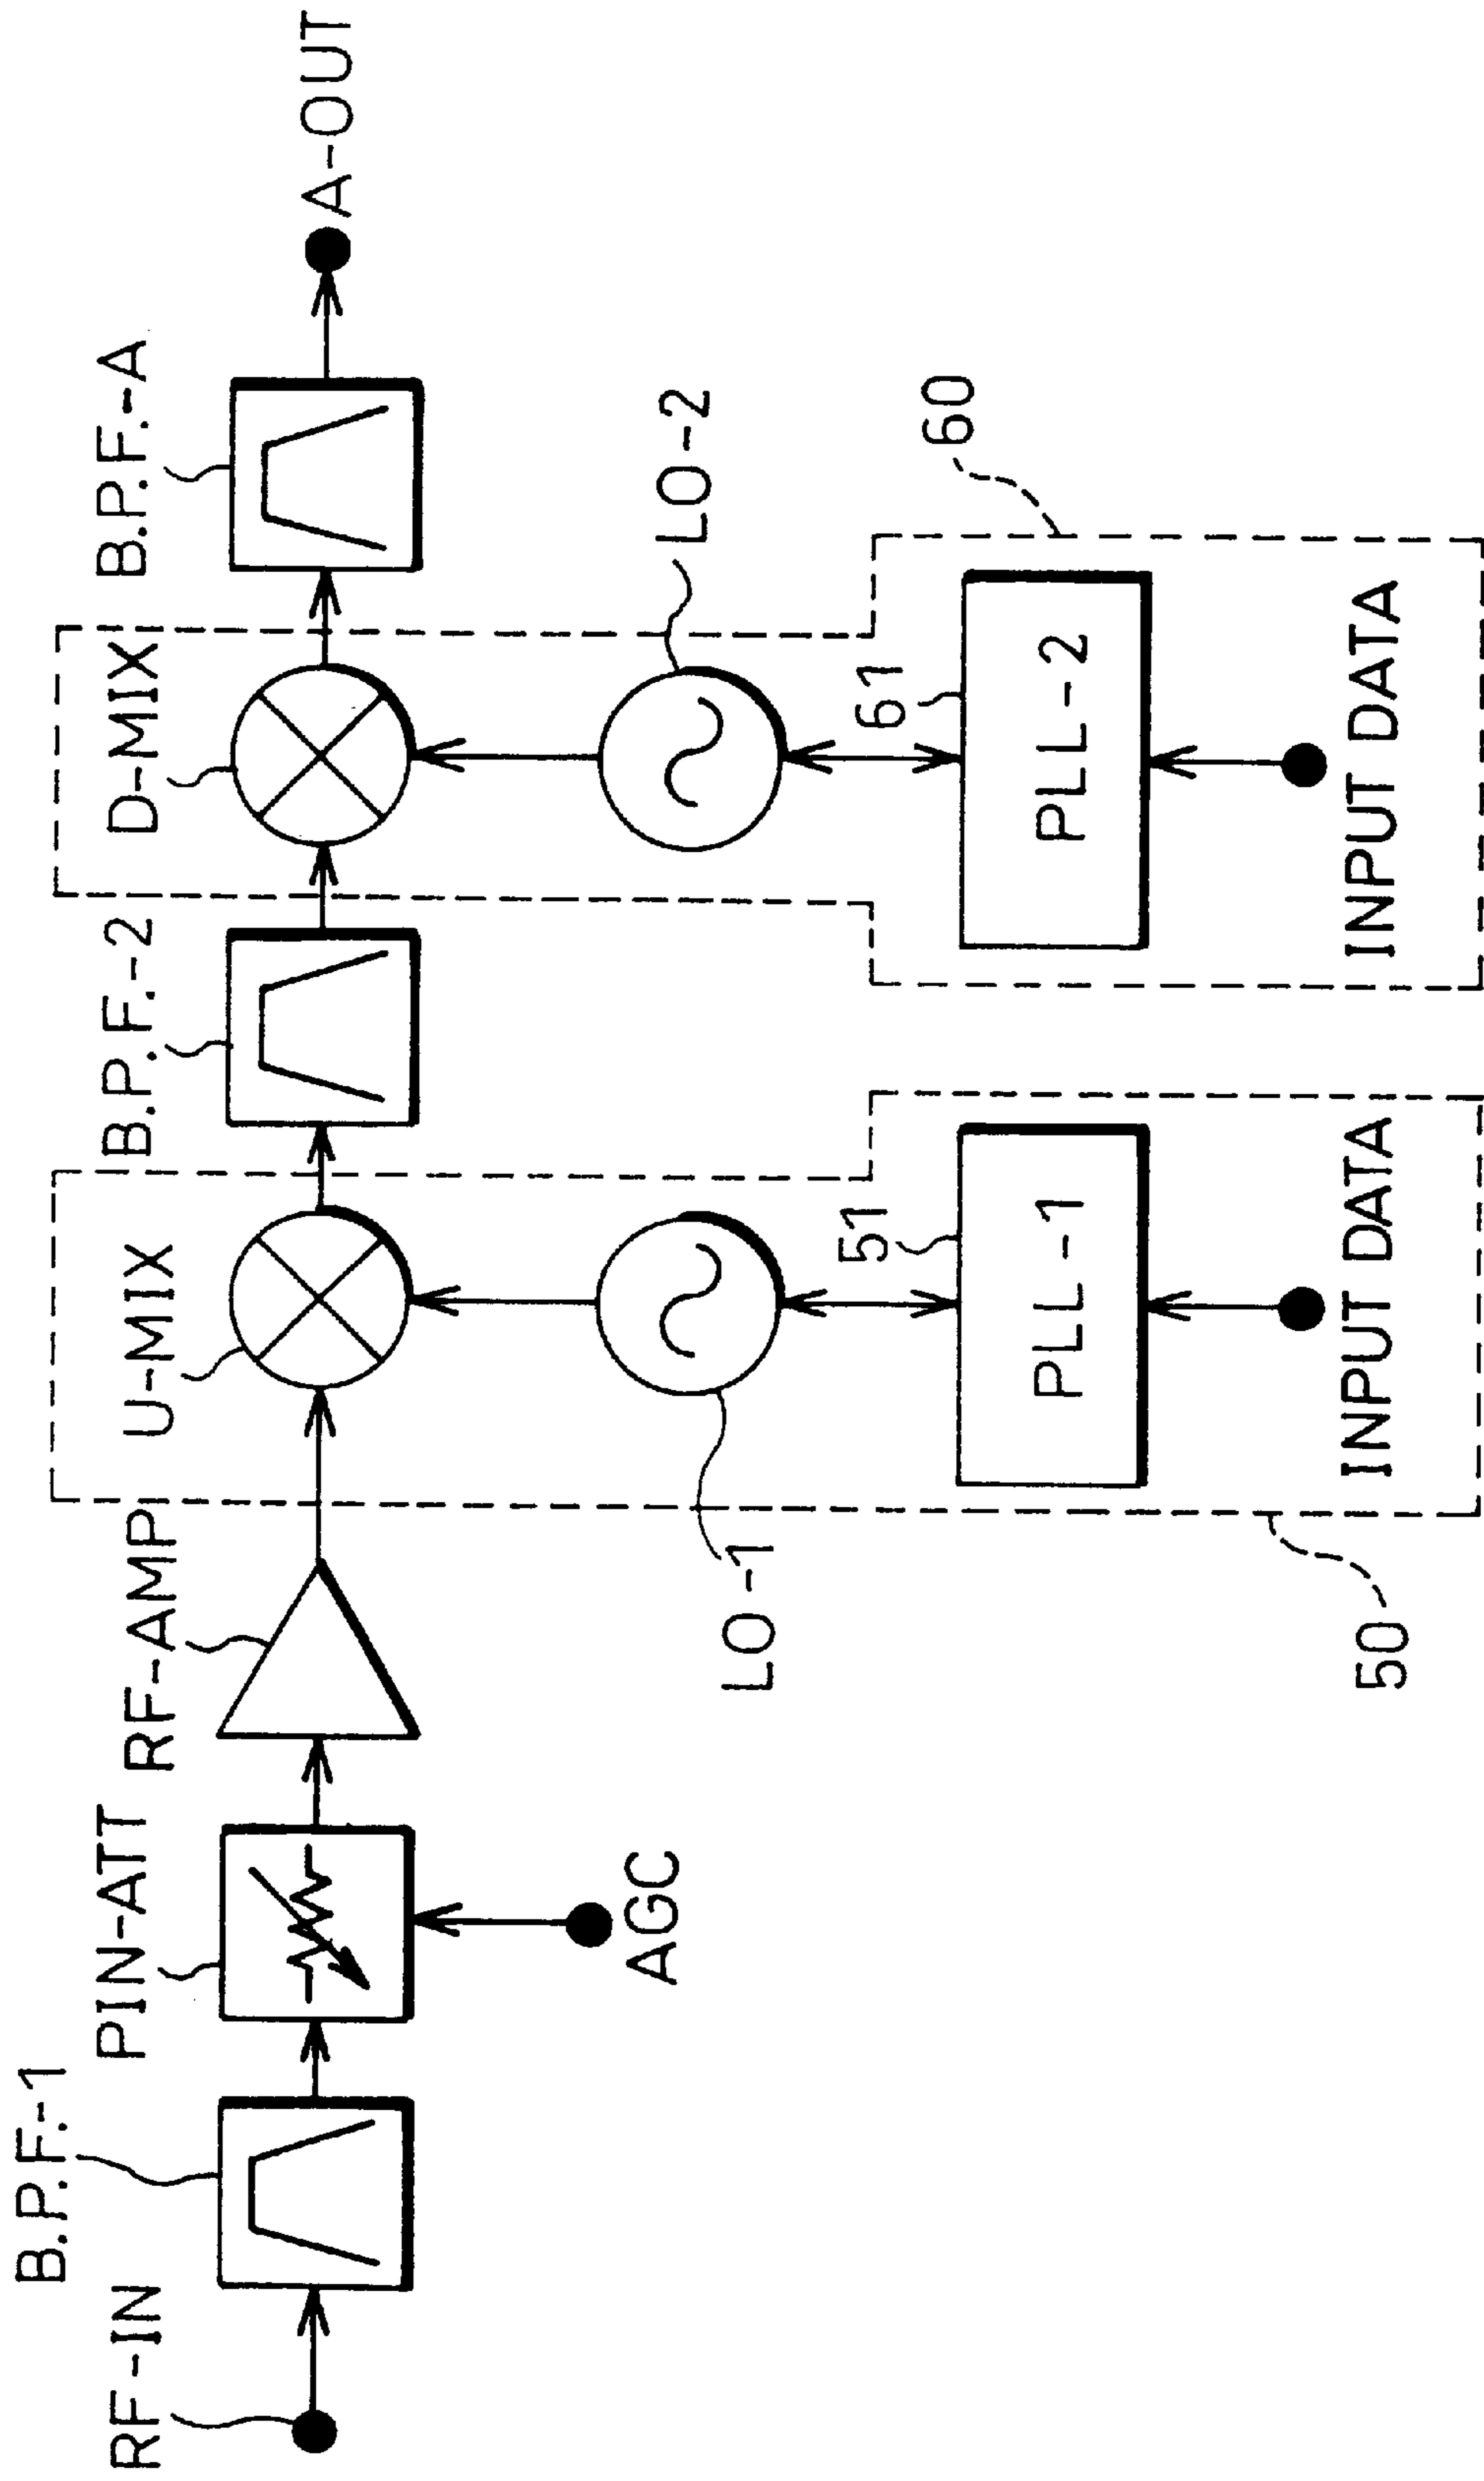 RF-IN
B.P.F.-1
PIN-ATT
RF-AMP
U-MIX
B.P.F.-2
D-MIX
B.P.F.-A
A-OUT
AGC
LO-1
LO-2
51
PLL-1
61
PLL-2
60
50
INPUT DATA
INPUT DATA